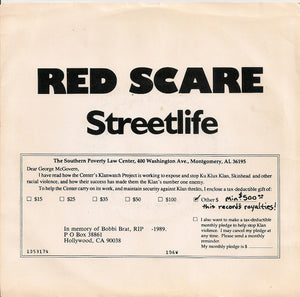 RED SCARE
Streetlife
The Southern Poverty Law Center, 400 Washington Ave., Montgomery, AL 36195
Dear George McGovern,
I have read how the Center's Klanwatch Project is working to expose and stop Ku Klux Klan, Skinhead and other
racial violence, and how their success has made them the Klan's number one enemy.
To help the Center carry on its work, and maintain security against Klan threats, I enclose a tax-deductible gift of:
$15 $25 $35 $50 $100 Other $ min $500⁰⁰
this records royalties!
I also want to make a tax-deductible
monthly pledge to help stop Klan
violence. I may cancel my pledge at
any time. Please send a monthly
reminder.
My monthly pledge is $
In memory of Bobbi Brat, RIP -1989.
P O Box 38861
Hollywood, CA 90038
1353174 106W